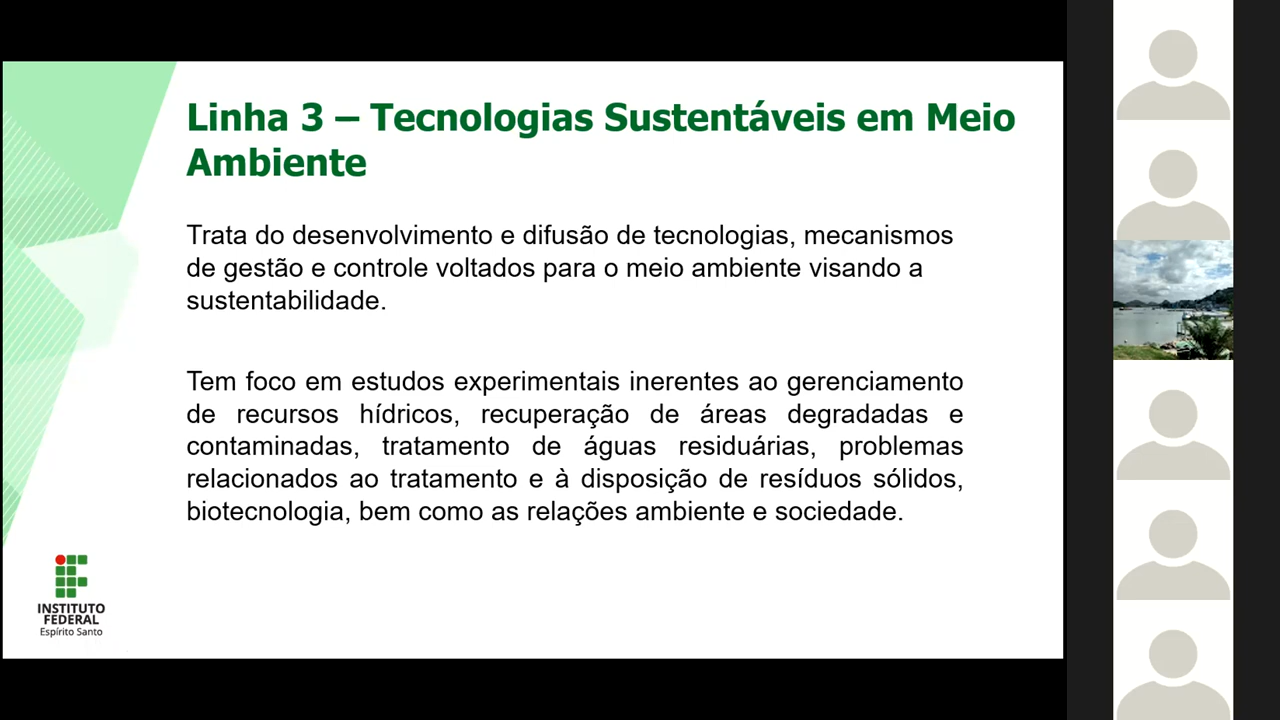 Linha 3 – Tecnologias Sustentáveis em Meio
Ambiente
Trata do desenvolvimento e difusão de tecnologias, mecanismos
de gestão e controle voltados para o meio ambiente visando a
sustentabilidade.
Tem foco em estudos experimentais inerentes ao gerenciamento
de recursos hídricos, recuperação de áreas degradadas e
contaminadas, tratamento de águas residuárias, problemas
relacionados ao tratamento e à disposição de resíduos sólidos,
biotecnologia, bem como as relações ambiente e sociedade.
INSTITUTO
FEDERAL
Espírito Santo